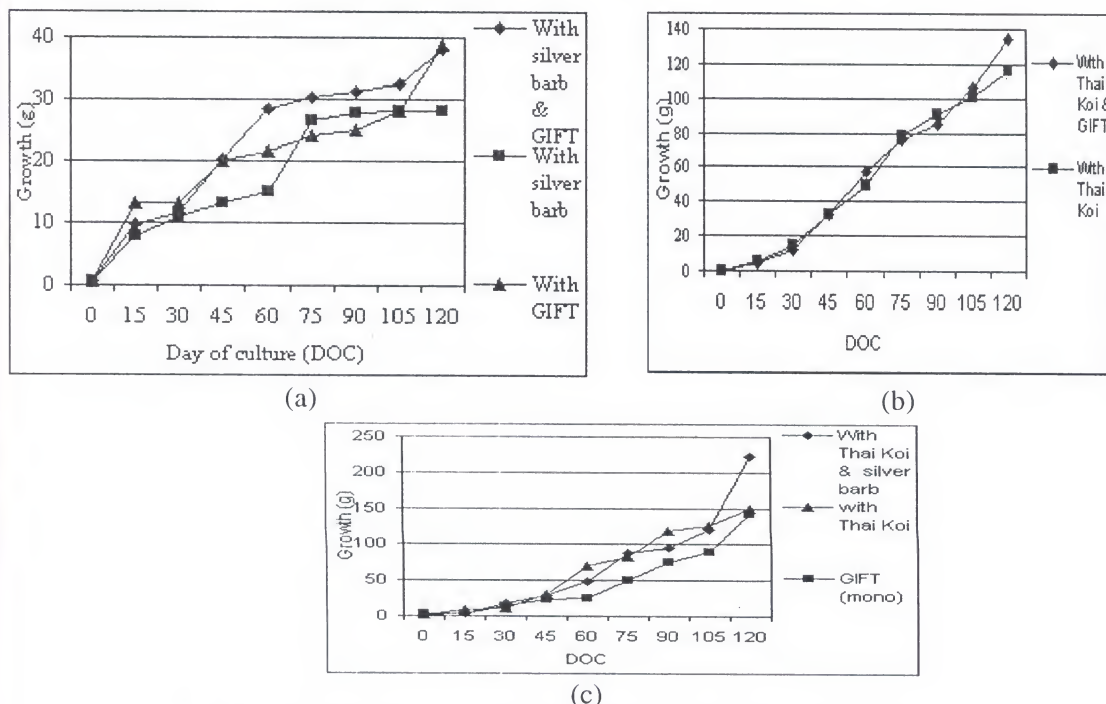 40
30
20
10
0
Growth (g)
0 15 30 45 60 75 90 105 120
Day of culture (DOC)
With
silver
barb
& GIFT
With
silver
barb
With
GIFT
(a)
140
120
100
80
60
40
20
0
Growth (g)
0 15 30 45 60 75 90 105 120
DOC
With
Thai
Koi &
GIFT
With
Thai
Koi
(b)
250
200
150
100
50
0
Growth (g)
0 15 30 45 60 75 90 105 120
DOC
With
Thai Koi
& silver
barb
with
Thai Koi
GIFT
(mono)
(c)